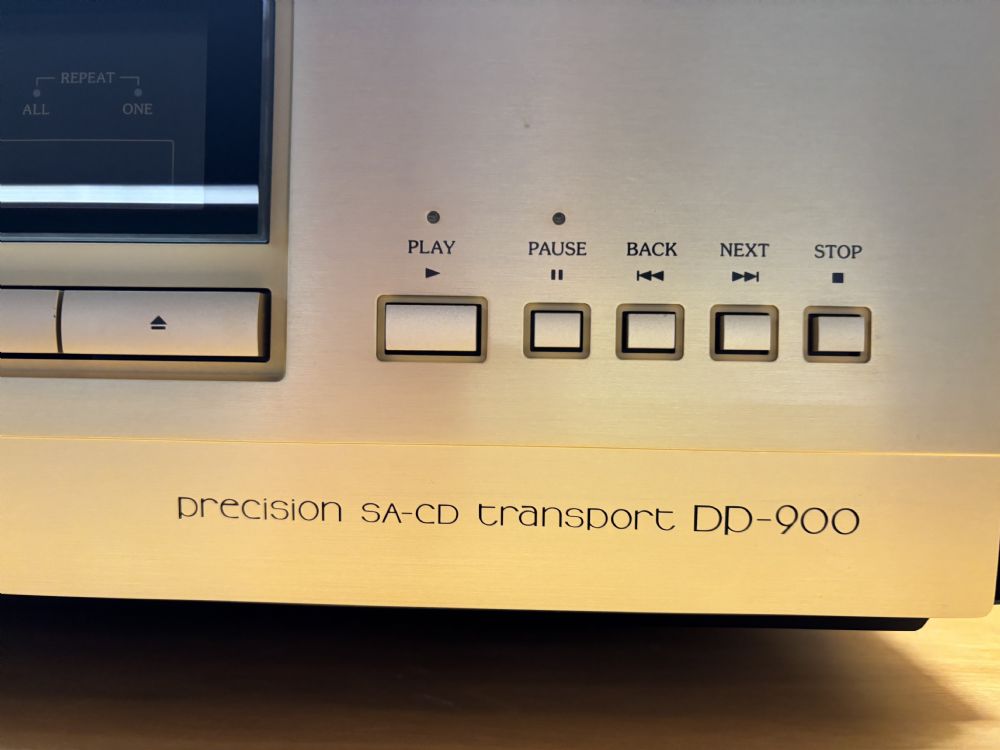 REPEAT
ALL ONE
PLAY PAUSE BACK NEXT STOP
precision SA-CD transport DP-900